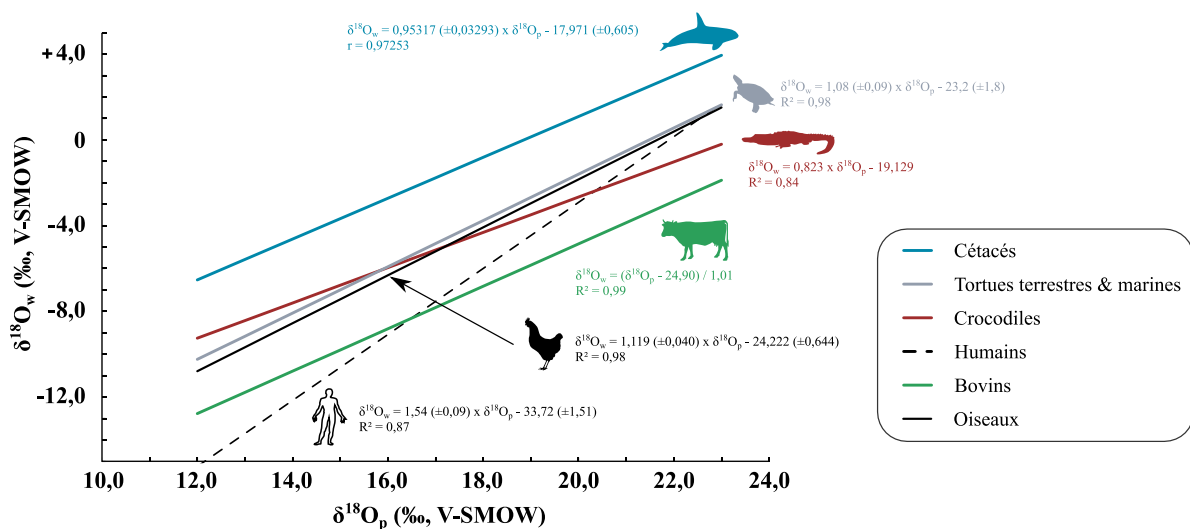 δ¹⁸Ow = 0,95317 (±0,03293) x δ¹⁸Op - 17,971 (±0,605)
r = 0,97253
δ¹⁸Ow = 1,08 (±0,09) x δ¹⁸Op - 23,2 (±1,8)
R² = 0,98
δ¹⁸Ow = 0,823 x δ¹⁸Op - 19,129
R² = 0,84
δ¹⁸Ow = (δ¹⁸Op - 24,90) / 1,01
R² = 0,99
δ¹⁸Ow = 1,119 (±0,040) x δ¹⁸Op - 24,222 (±0,644)
R² = 0,98
δ¹⁸Ow = 1,54 (±0,09) x δ¹⁸Op - 33,72 (±1,51)
R² = 0,87
+4,0
0
-4,0
-8,0
-12,0
δ¹⁸Ow (‰, V-SMOW)
10,0 12,0 14,0 16,0 18,0 20,0 22,0 24,0
δ¹⁸Op (‰, V-SMOW)
Cétacés
Tortues terrestres & marines
Crocodiles
Humains
Bovins
Oiseaux